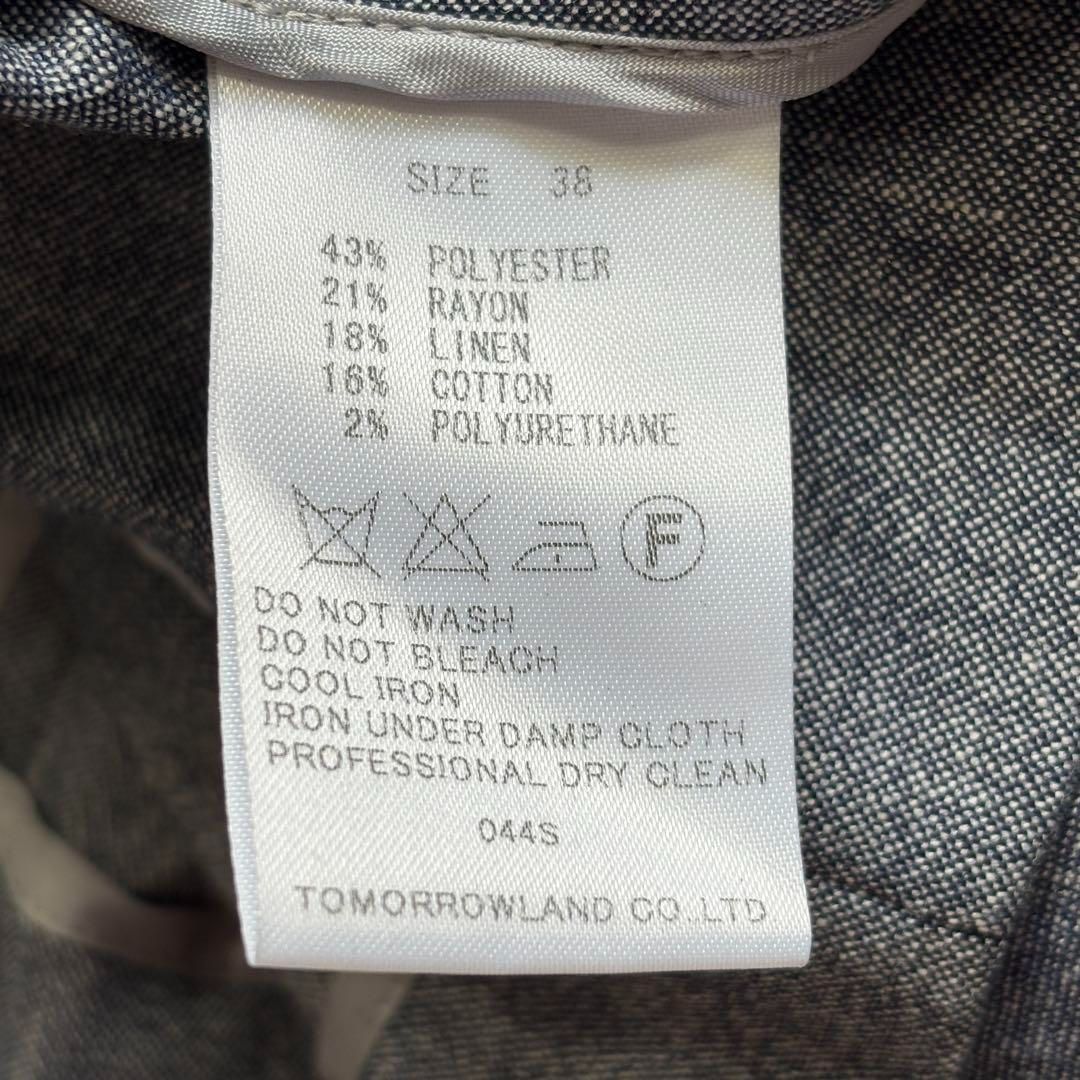 SIZE 38
43% POLYESTER
21% RAYON
18% LINEN
16% COTTON
2% POLYURETHANE
F
DO NOT WASH
DO NOT BLEACH
COOL IRON
IRON UNDER DAMP CLOTH
PROFESSIONAL DRY CLEAN
044S
TOMORROWLAND CO.,LTD